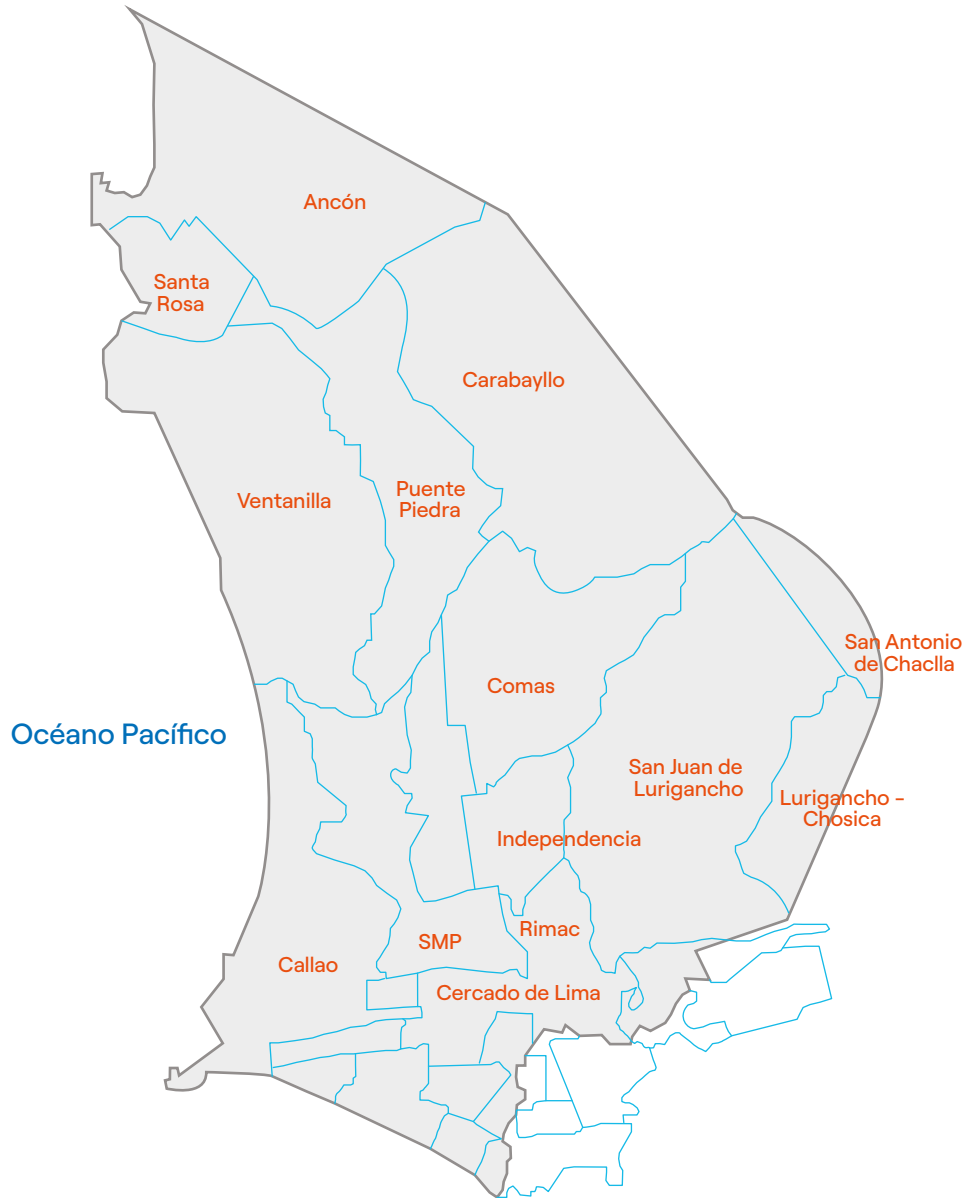 Ancón
Santa
Rosa
Carabayllo
Ventanilla
Puente
Piedra
San Antonio
de Chaclla
Comas
Océano Pacífico
San Juan de
Lurigancho
Lurigancho -
Chosica
Independencia
Rimac
SMP
Callao
Cercado de Lima